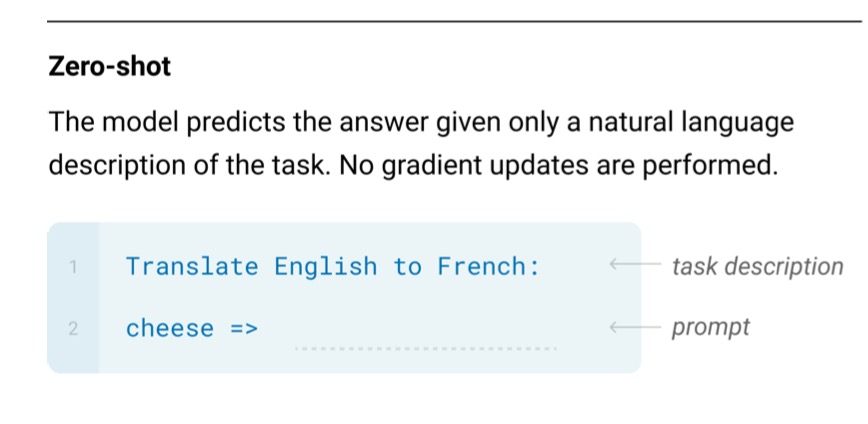 Zero-shot
The model predicts the answer given only a natural language
description of the task. No gradient updates are performed.
1 Translate English to French: task description
2 cheese => prompt